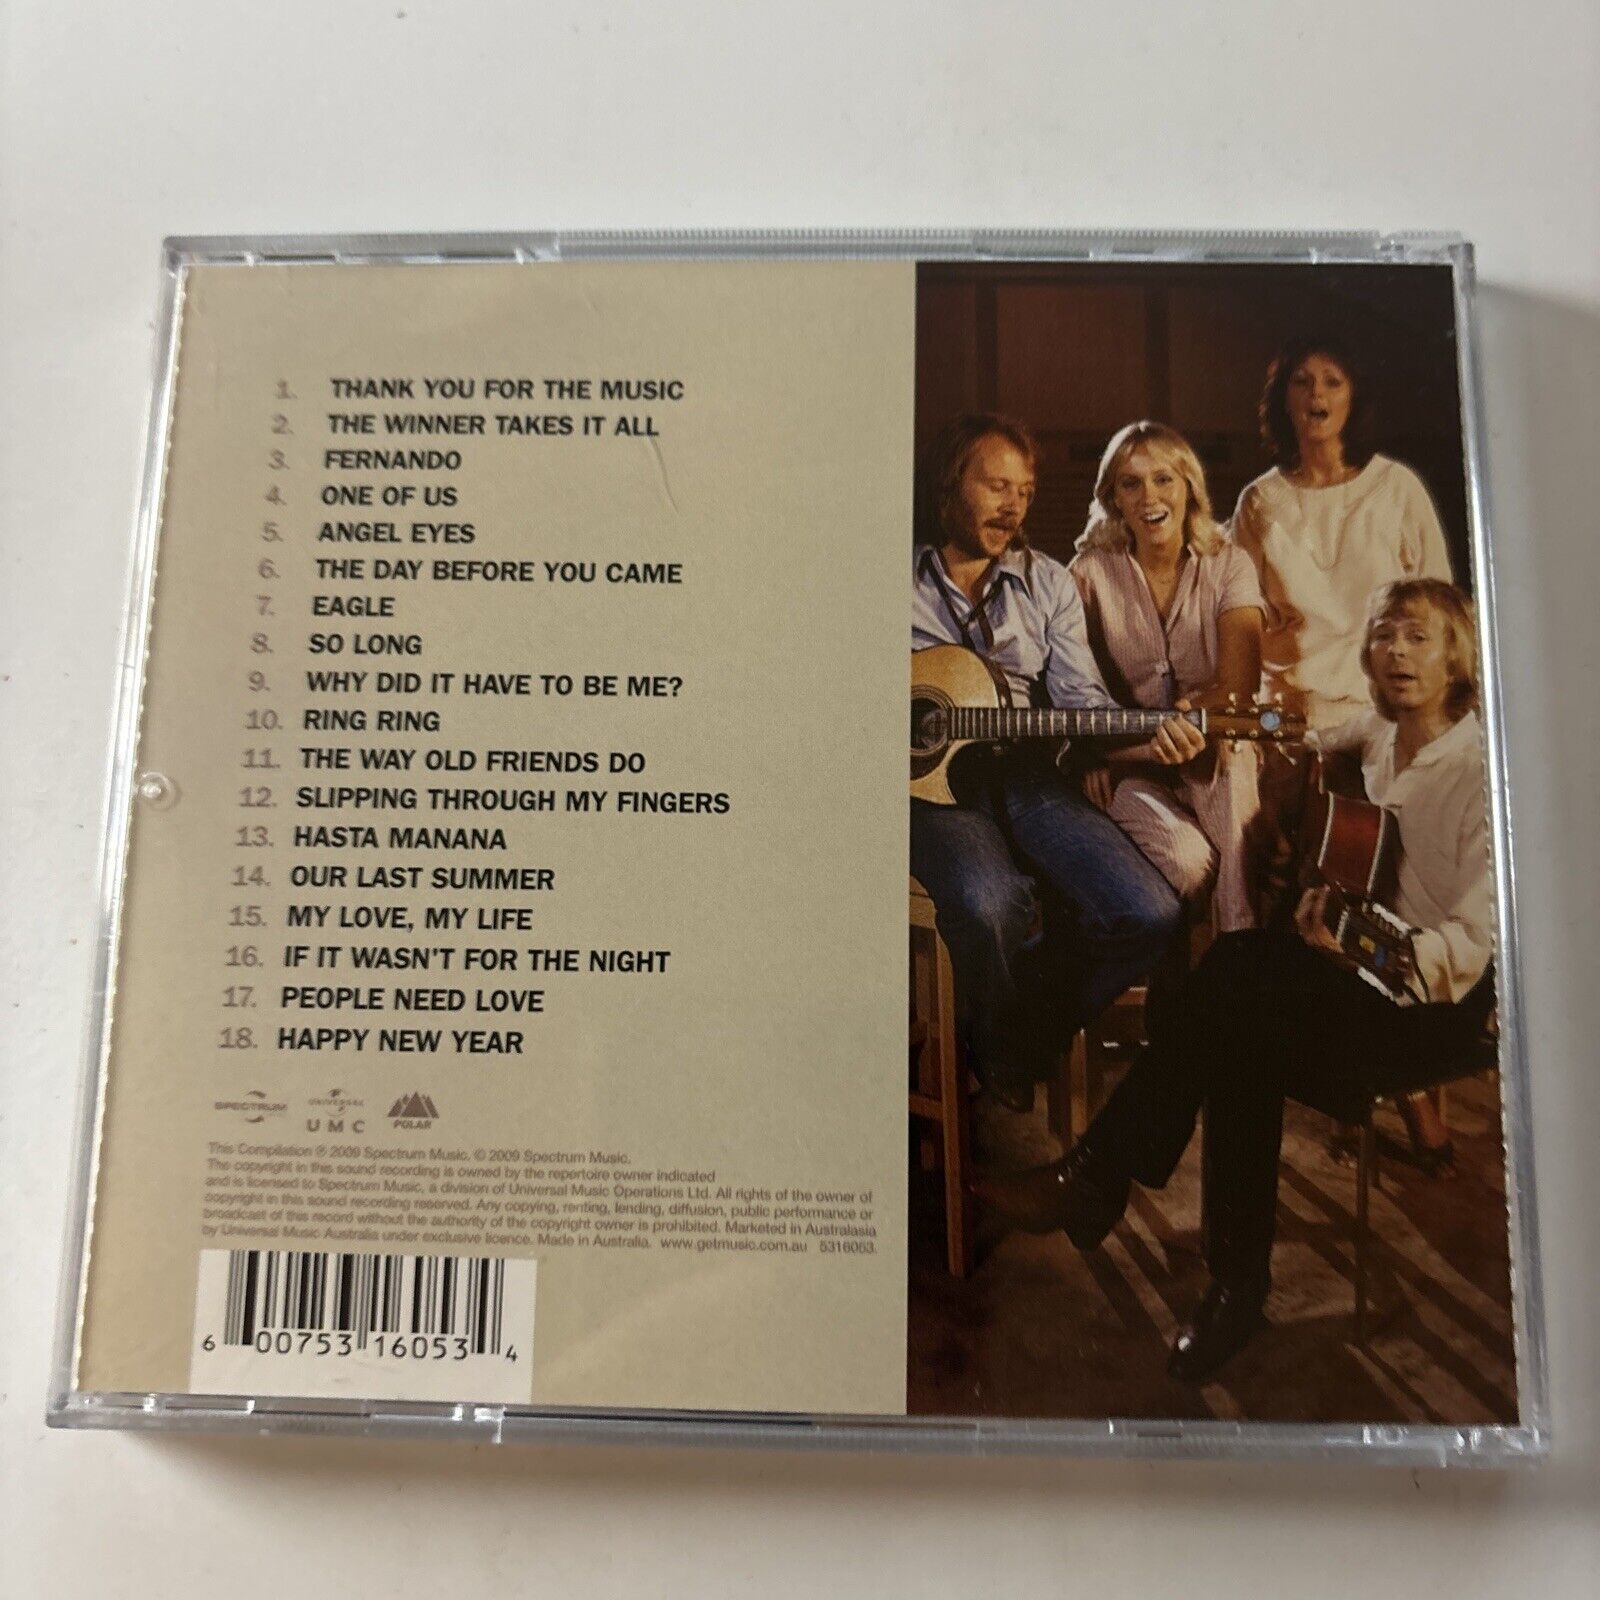 1. THANK YOU FOR THE MUSIC
2. THE WINNER TAKES IT ALL
3. FERNANDO
4. ONE OF US
5. ANGEL EYES
6. THE DAY BEFORE YOU CAME
7. EAGLE
8. SO LONG
9. WHY DID IT HAVE TO BE ME?
10. RING RING
11. THE WAY OLD FRIENDS DO
12. SLIPPING THROUGH MY FINGERS
13. HASTA MANANA
14. OUR LAST SUMMER
15. MY LOVE, MY LIFE
16. IF IT WASN'T FOR THE NIGHT
17. PEOPLE NEED LOVE
18. HAPPY NEW YEAR
SPECTRUM UNIVERSAL UMC POLAR
This Compilation ℗ 2009 Spectrum Music. © 2009 Spectrum Music.
The copyright in this sound recording is owned by the repertoire owner indicated
and is licensed to Spectrum Music, a division of Universal Music Operations Ltd. All rights of the owner of
copyright in this sound recording reserved. Any copying, renting, lending, diffusion, public performance or
broadcast of this record without the authority of the copyright owner is prohibited. Marketed in Australasia
by Universal Music Australia under exclusive licence. Made in Australia. www.getmusic.com.au 5316053.
6 00753 16053 4